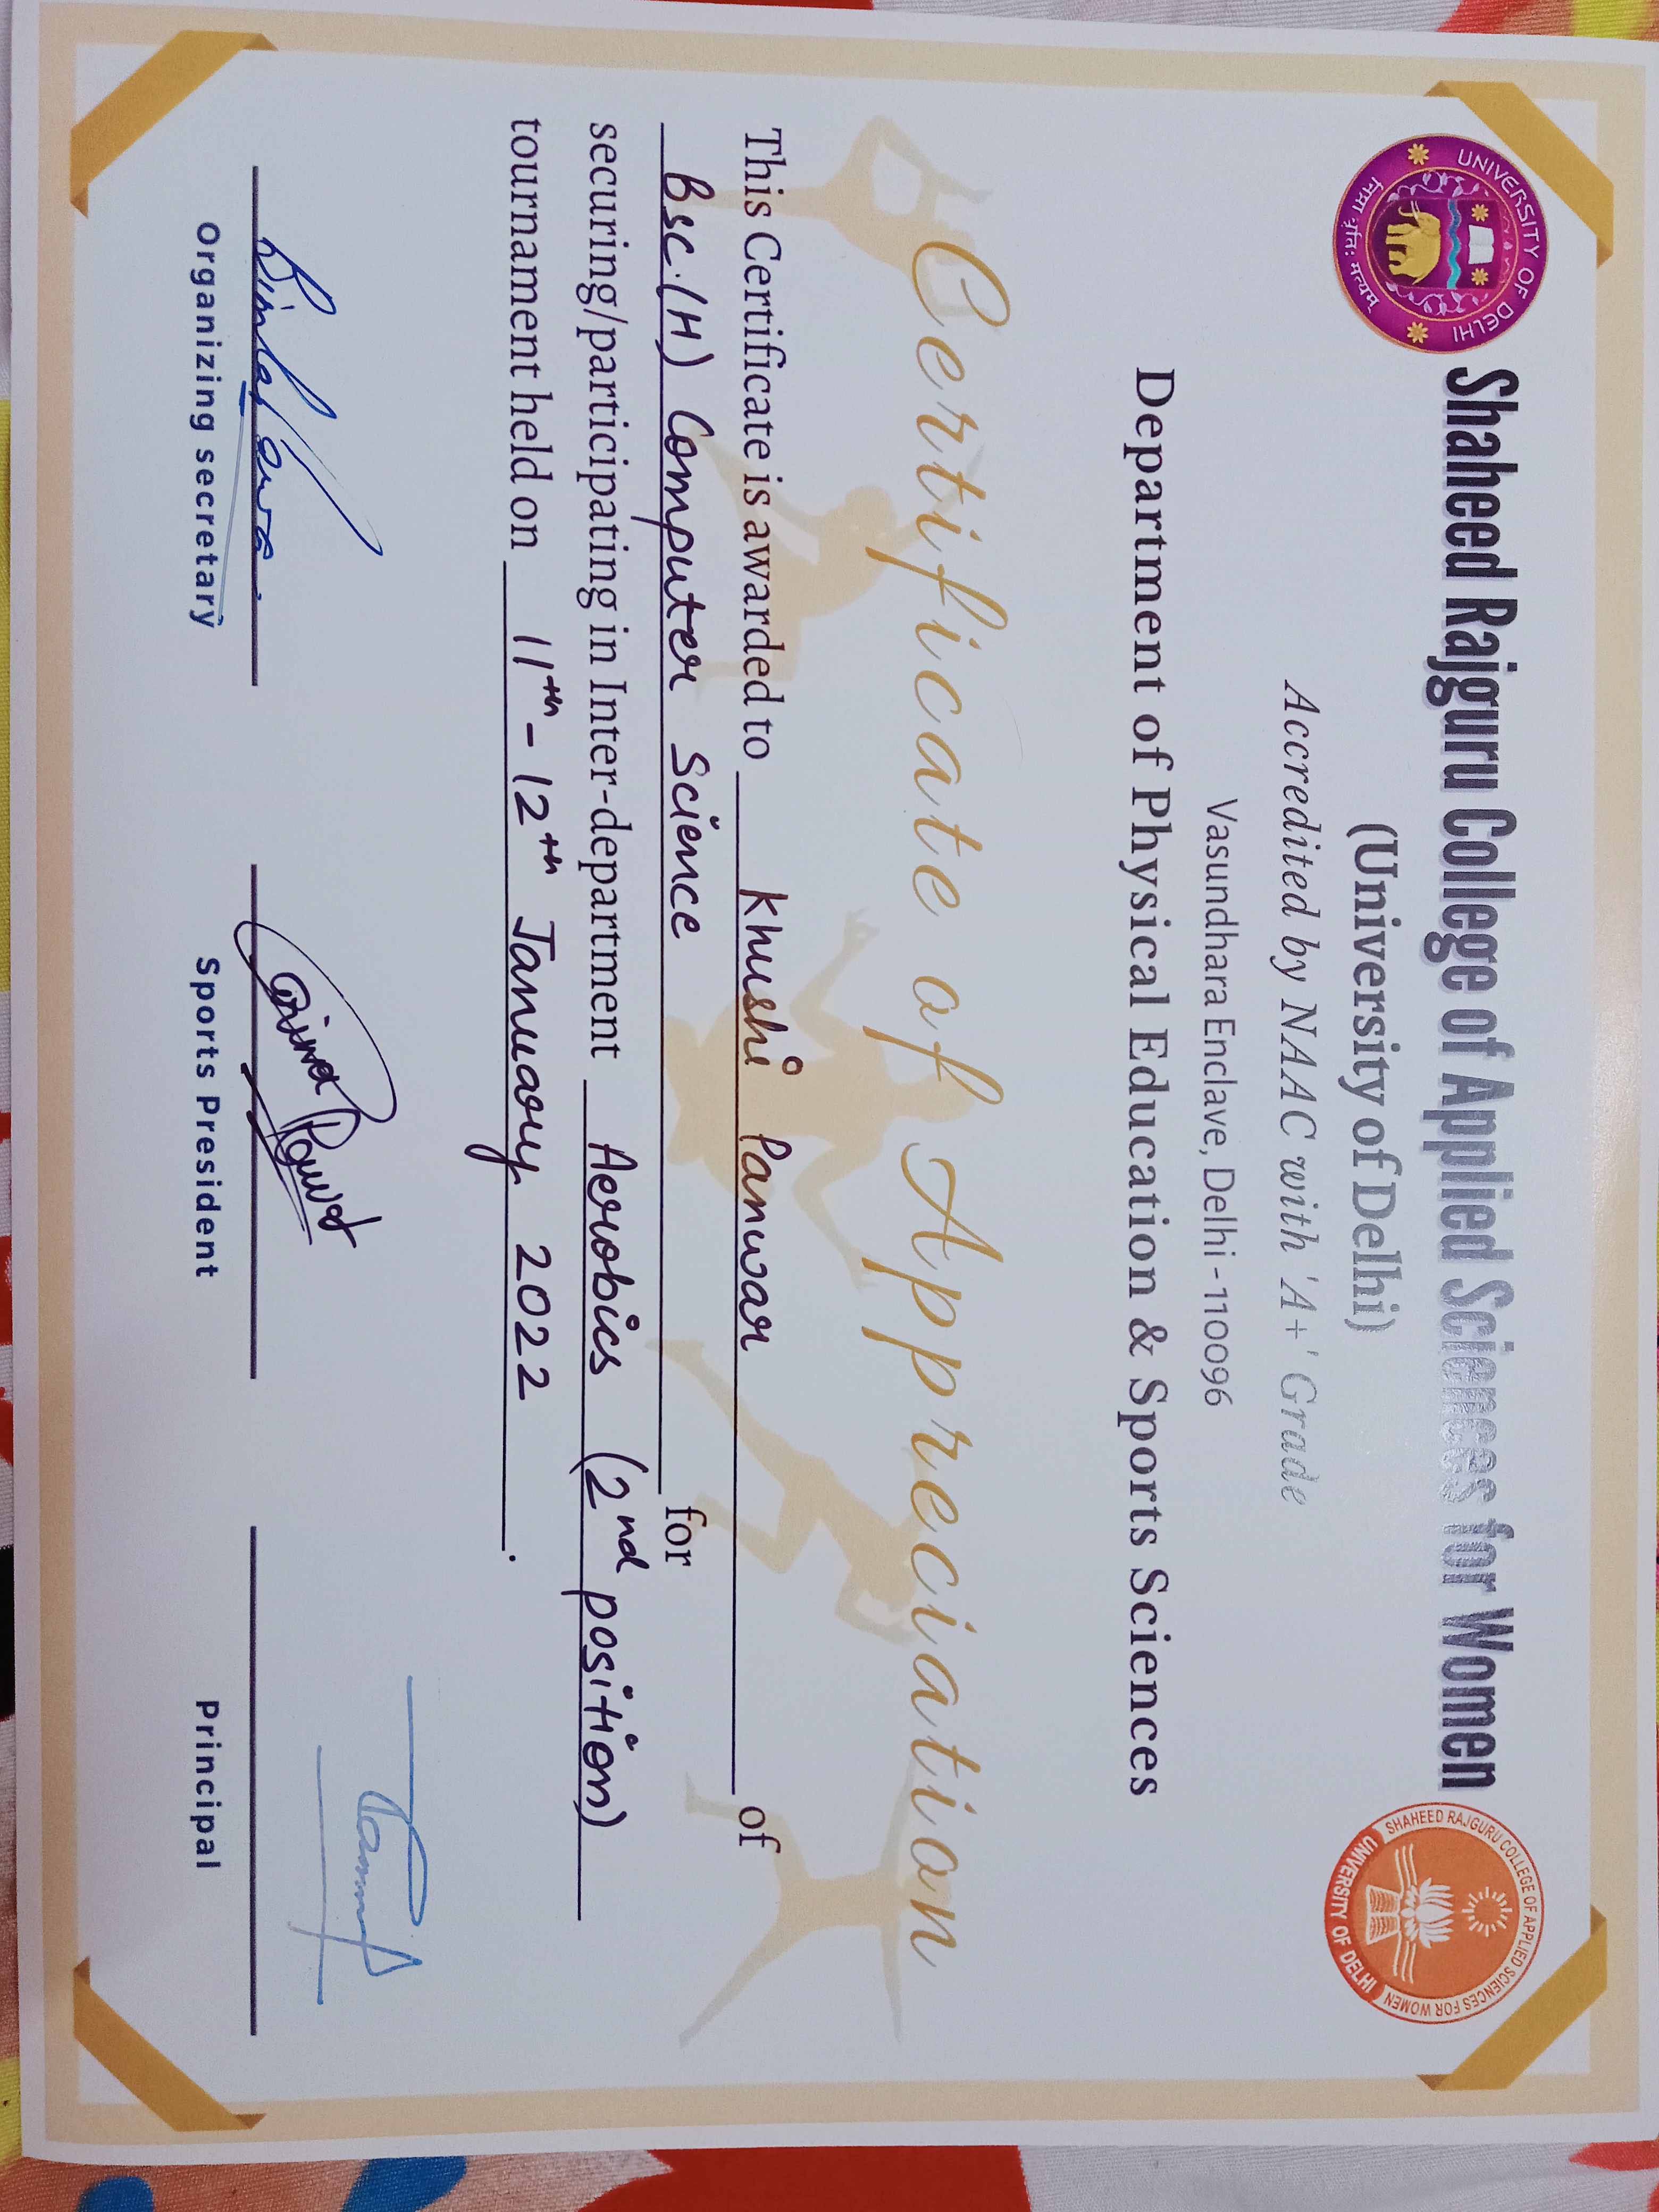 UNIVERSITY OF DELHI
निष्ठा धृति: सत्यम्
Shaheed Rajguru College of Applied Sciences for Women
(University of Delhi)
Accredited by NAAC with 'A+' Grade
Vasundhara Enclave, Delhi - 110096
SHAHEED RAJGURU COLLEGE OF APPLIED SCIENCES FOR WOMEN
UNIVERSITY OF DELHI
Department of Physical Education & Sports Sciences
Certificate of Appreciation
This Certificate is awarded to Khushi Panwar of
Bsc.(H) Computer Science for
securing/participating in Inter-department Aerobics (2nd position)
tournament held on 11th - 12th January 2022.
Organizing secretary
Sports President
Principal